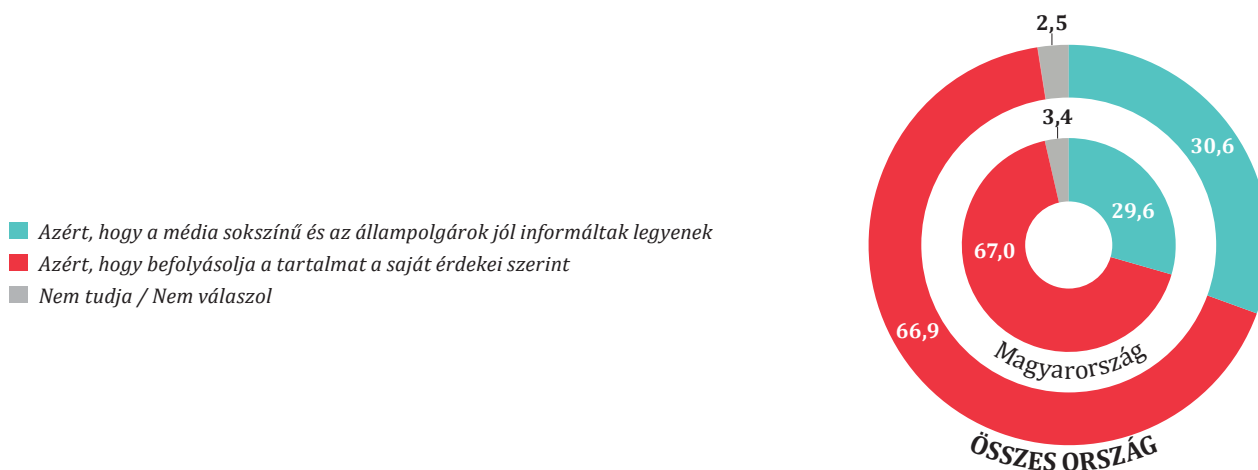 2,5
3,4
30,6
29,6
Azért, hogy a média sokszínű és az állampolgárok jól informáltak legyenek
67,0
Azért, hogy befolyásolja a tartalmat a saját érdekei szerint
Nem tudja / Nem válaszol
66,9
Magyarország
ÖSSZES ORSZÁG